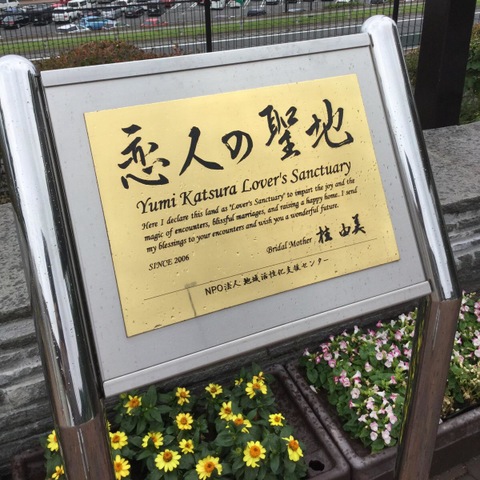 恋人の聖地
Yumi Katsura Lover's Sanctuary
Here I declare this land as 'Lover's Sanctuary' to impart the joy and the
magic of encounters, blissful marriages, and raising a happy home. I send
my blessings to your encounters and wish you a wonderful future.
SINCE 2006
Bridal Mother 桂 由美
NPO法人 地域活性化支援センター